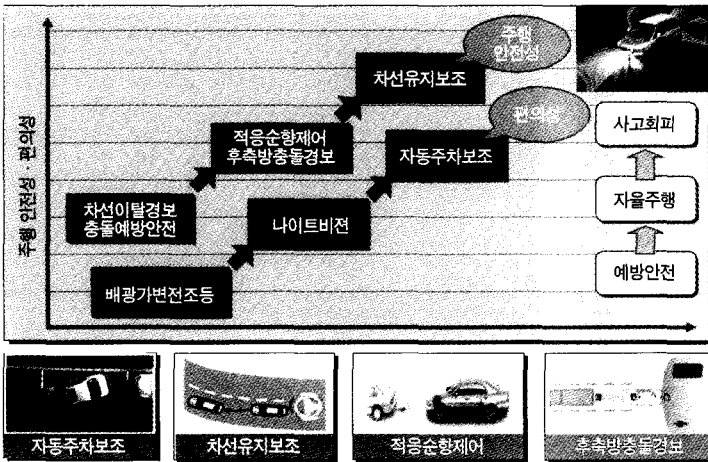 주행
안전성
차선유지보조
편의성
적응순항제어
후측방충돌경보
자동주차보조
사고회피
차선이탈경보
충돌예방안전
나이트비젼
자율주행
배광가변전조등
예방안전
주행 안전성 · 편의성
자동주차보조
차선유지보조
적응순항제어
후측방충돌경보